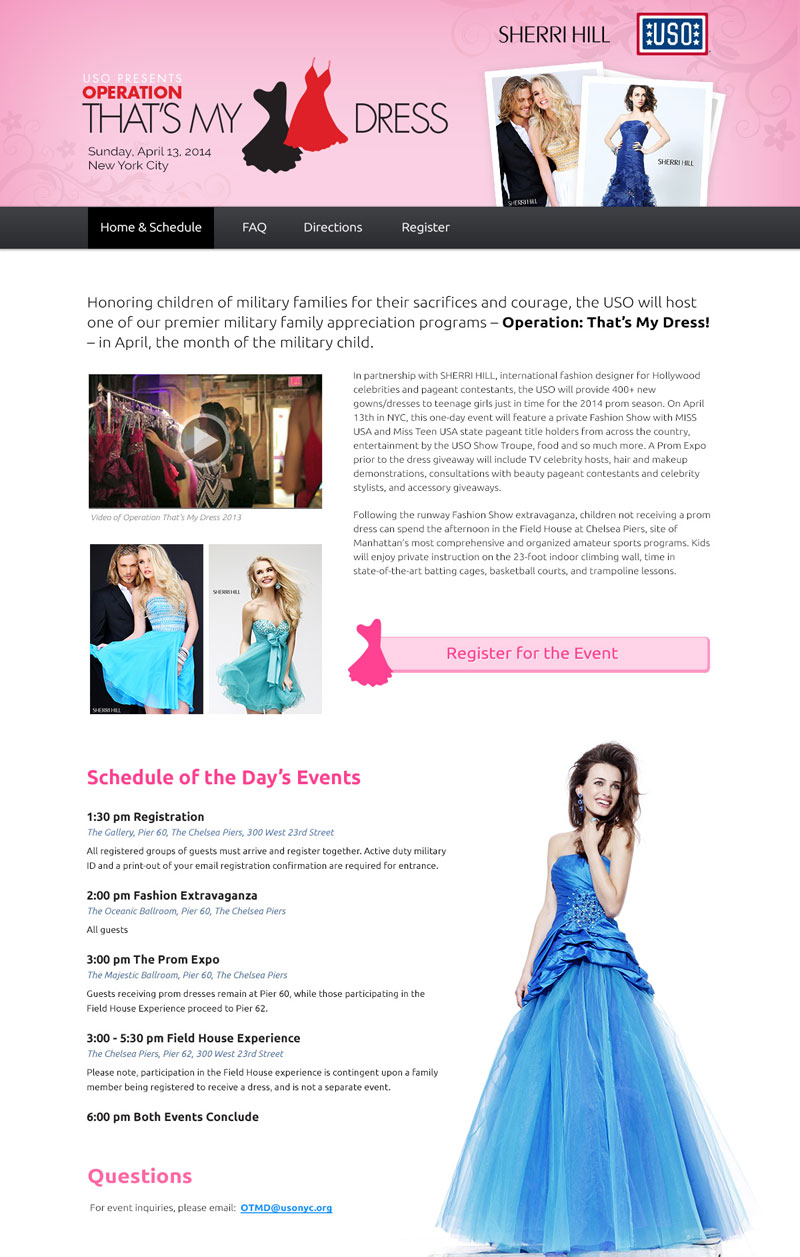 SHERRI HILL
USO
USO PRESENTS
OPERATION
THAT'S MY DRESS
Sunday, April 13, 2014
New York City
SHERRI HILL
SHERRI HILL
Home & Schedule FAQ Directions Register
Honoring children of military families for their sacrifices and courage, the USO will host
one of our premier military family appreciation programs – Operation: That's My Dress!
– in April, the month of the military child.
Video of Operation That's My Dress 2013
In partnership with SHERRI HILL, international fashion designer for Hollywood
celebrities and pageant contestants, the USO will provide 400+ new
gowns/dresses to teenage girls just in time for the 2014 prom season. On April
13th in NYC, this one-day event will feature a private Fashion Show with MISS
USA and Miss Teen USA state pageant title holders from across the country,
entertainment by the USO Show Troupe, food and so much more. A Prom Expo
prior to the dress giveaway will include TV celebrity hosts, hair and makeup
demonstrations, consultations with beauty pageant contestants and celebrity
stylists, and accessory giveaways.
Following the runway Fashion Show extravaganza, children not receiving a prom
dress can spend the afternoon in the Field House at Chelsea Piers, site of
Manhattan's most comprehensive and organized amateur sports programs. Kids
will enjoy private instruction on the 23-foot indoor climbing wall, time in
state-of-the-art batting cages, basketball courts, and trampoline lessons.
SHERRI HILL
SHERRI HILL
Register for the Event
Schedule of the Day's Events
1:30 pm Registration
The Gallery, Pier 60, The Chelsea Piers, 300 West 23rd Street
All registered groups of guests must arrive and register together. Active duty military
ID and a print-out of your email registration confirmation are required for entrance.
2:00 pm Fashion Extravaganza
The Oceanic Ballroom, Pier 60, The Chelsea Piers
All guests
3:00 pm The Prom Expo
The Majestic Ballroom, Pier 60, The Chelsea Piers
Guests receiving prom dresses remain at Pier 60, while those participating in the
Field House Experience proceed to Pier 62.
3:00 - 5:30 pm Field House Experience
The Chelsea Piers, Pier 62, 300 West 23rd Street
Please note, participation in the Field House experience is contingent upon a family
member being registered to receive a dress, and is not a separate event.
6:00 pm Both Events Conclude
Questions
For event inquiries, please email: OTMD@usonyc.org